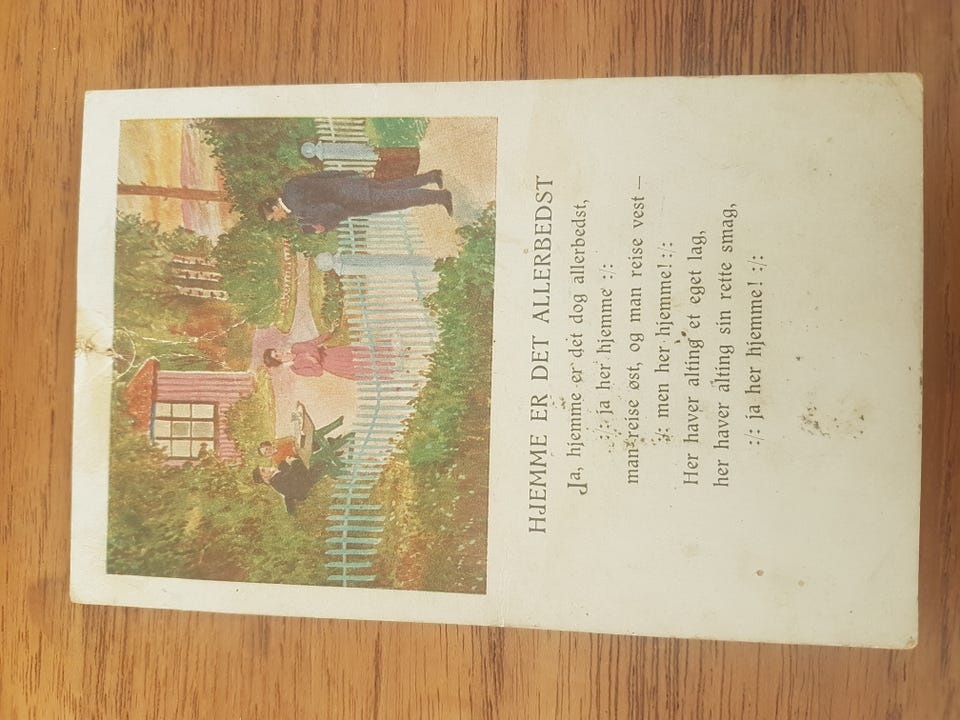 HJEMME ER DET ALLERBEDST
Ja, hjemme er det dog allerbedst,
:/: ja her hjemme :/:
man reise øst, og man reise vest —
:/: men her hjemme! :/:
Her haver alting et eget lag,
her haver alting sin rette smag,
:/: ja her hjemme! :/: